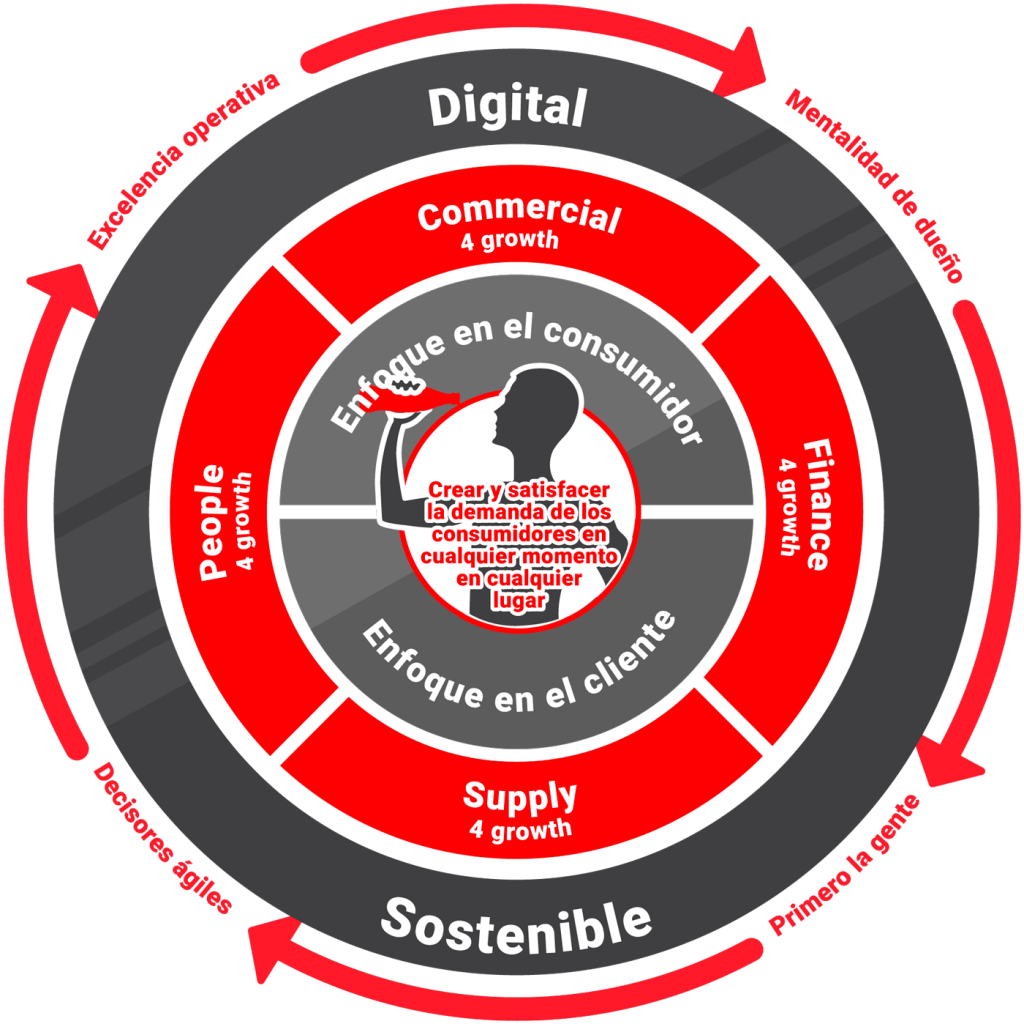 Digital
Excelencia operativa
Mentalidad de dueño
Commercial
4 growth
Enfoque en el consumidor
People
4 growth
Finance
4 growth
Crear y satisfacer
la demanda de los
consumidores en
cualquier momento
en cualquier
lugar
Enfoque en el cliente
Supply
4 growth
Decisores ágiles
Primero la gente
Sostenible